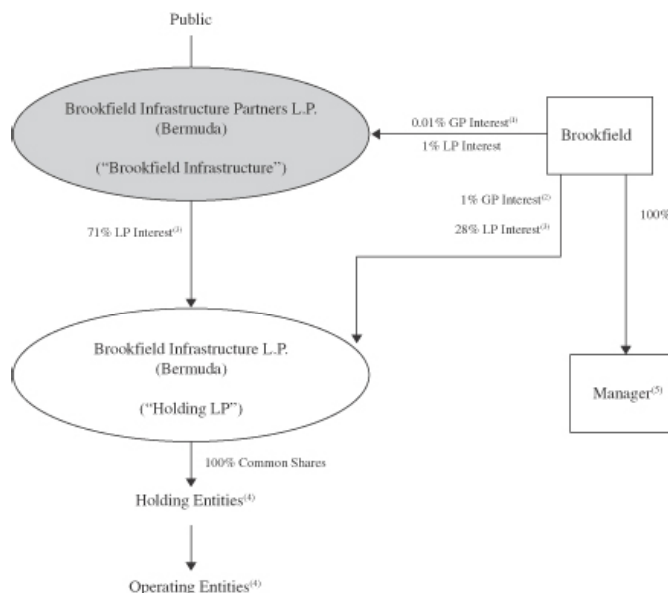 Public
Brookfield Infrastructure Partners L.P.
(Bermuda)
(“Brookfield Infrastructure”)
0.01% GP Interest(1)
1% LP Interest
Brookfield
1% GP Interest(2)
28% LP Interest(3)
100%
71% LP Interest(3)
Brookfield Infrastructure L.P.
(Bermuda)
(“Holding LP”)
Manager(5)
100% Common Shares
Holding Entities(4)
Operating Entities(4)